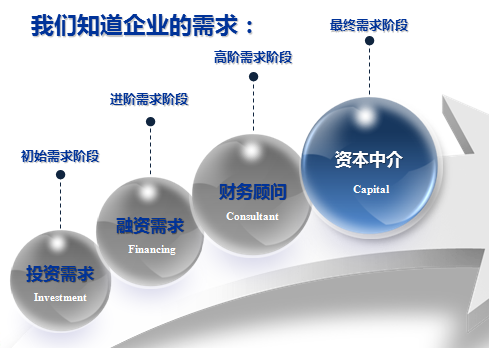 我们知道企业的需求：
最终需求阶段
高阶需求阶段
进阶需求阶段
初始需求阶段
资本中介
Capital
财务顾问
Consultant
融资需求
Financing
投资需求
Investment